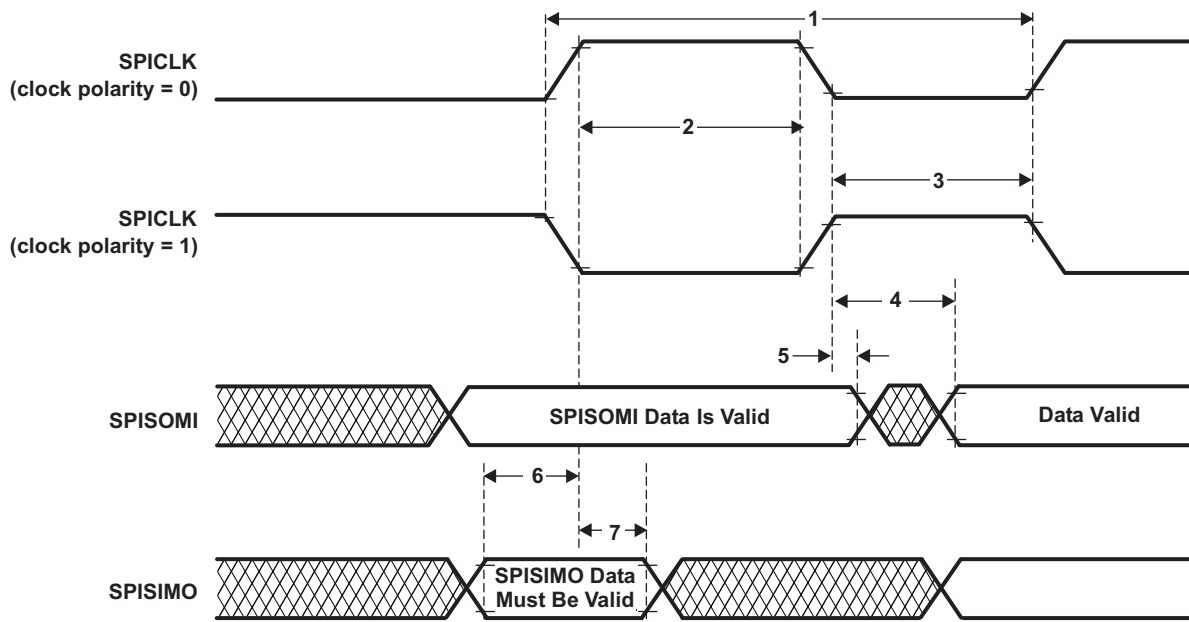 1
SPICLK
(clock polarity = 0)
2
3
SPICLK
(clock polarity = 1)
4
5
SPISOMI
SPISOMI Data Is Valid
Data Valid
6
7
SPISIMO
SPISIMO Data
Must Be Valid